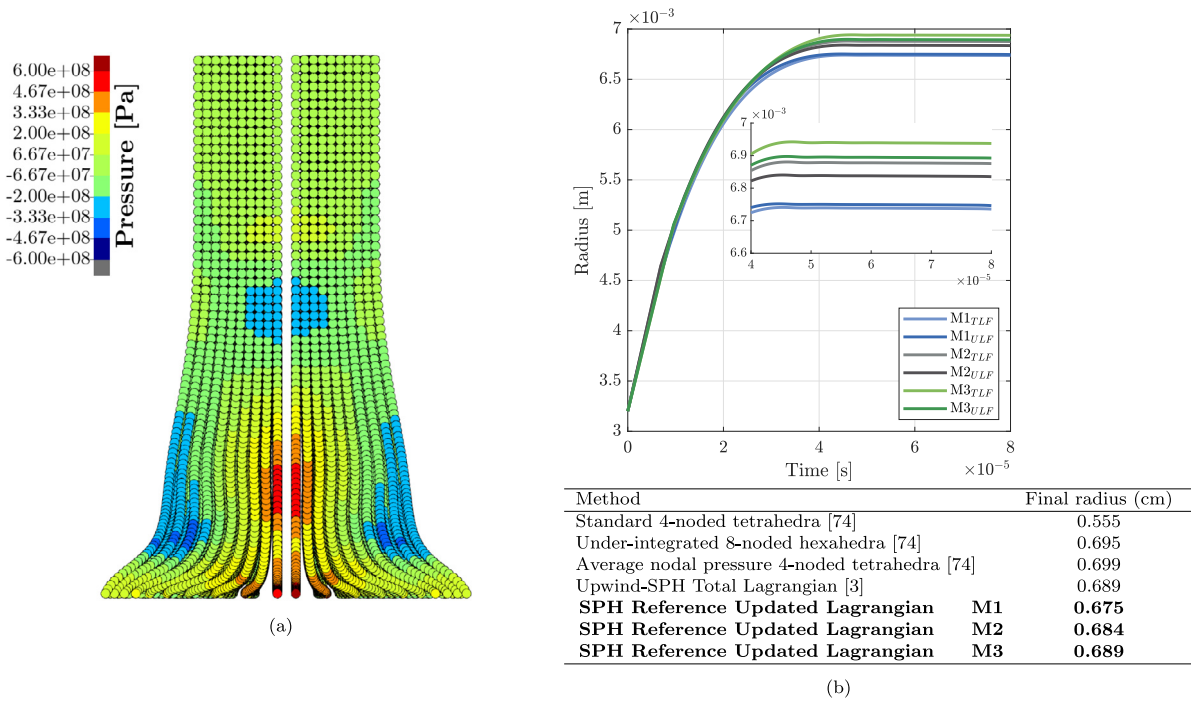 6.00e+08
4.67e+08
3.33e+08
2.00e+08
6.67e+07
-6.67e+07
-2.00e+08
-3.33e+08
-4.67e+08
-6.00e+08
Pressure [Pa]
(a)
7 ×10⁻³
6.5
6
5.5
5
4.5
4
3.5
3
Radius [m]
0 2 4 6 8
Time [s] ×10⁻⁵
7 ×10⁻³
6.9
6.8
6.7
6.6
4 5 6 7 8
×10⁻⁵
M1TLF
M1ULF
M2TLF
M2ULF
M3TLF
M3ULF
Method Final radius (cm)
Standard 4-noded tetrahedra [74] 0.555
Under-integrated 8-noded hexahedra [74] 0.695
Average nodal pressure 4-noded tetrahedra [74] 0.699
Upwind-SPH Total Lagrangian [3] 0.689
SPH Reference Updated Lagrangian M1 0.675
SPH Reference Updated Lagrangian M2 0.684
SPH Reference Updated Lagrangian M3 0.689
(b)